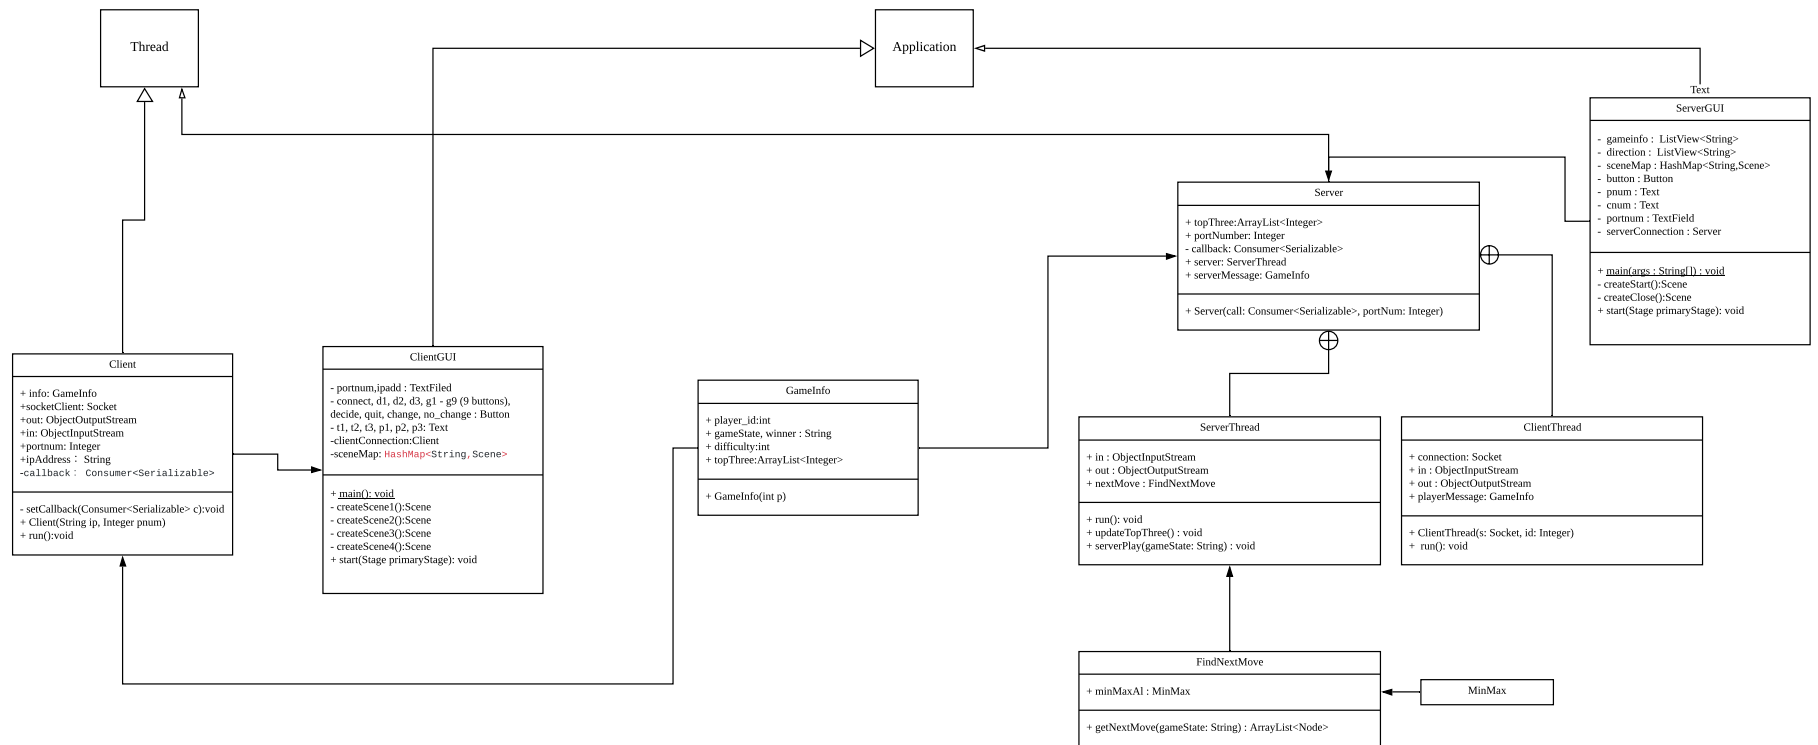 Thread
Application
Text
ServerGUI
- gameinfo : ListView<String>
- direction : ListView<String>
- sceneMap : HashMap<String,Scene>
- button : Button
- pnum : Text
- cnum : Text
- portnum : TextField
- serverConnection : Server
+ main(args : String[]) : void
- createStart():Scene
- createClose():Scene
+ start(Stage primaryStage): void
Server
+ topThree:ArrayList<Integer>
+ portNumber: Integer
- callback: Consumer<Serializable>
+ server: ServerThread
+ serverMessage: GameInfo
+ Server(call: Consumer<Serializable>, portNum: Integer)
Client
+ info: GameInfo
+socketClient: Socket
+out: ObjectOutputStream
+in: ObjectInputStream
+portnum: Integer
+ipAddress： String
-callback： Consumer<Serializable>
- setCallback(Consumer<Serializable> c):void
+ Client(String ip, Integer pnum)
+ run():void
ClientGUI
- portnum,ipadd : TextFiled
- connect, d1, d2, d3, g1 - g9 (9 buttons),
decide, quit, change, no_change : Button
- t1, t2, t3, p1, p2, p3: Text
-clientConnection:Client
-sceneMap: HashMap<String,Scene>
+ main(): void
- createScene1():Scene
- createScene2():Scene
- createScene3():Scene
- createScene4():Scene
+ start(Stage primaryStage): void
GameInfo
+ player_id:int
+ gameState, winner : String
+ difficulty:int
+ topThree:ArrayList<Integer>
+ GameInfo(int p)
ServerThread
+ in : ObjectInputStream
+ out : ObjectOutputStream
+ nextMove : FindNextMove
+ run(): void
+ updateTopThree() : void
+ serverPlay(gameState: String) : void
ClientThread
+ connection: Socket
+ in : ObjectInputStream
+ out : ObjectOutputStream
+ playerMessage: GameInfo
+ ClientThread(s: Socket, id: Integer)
+ run(): void
FindNextMove
+ minMaxAl : MinMax
+ getNextMove(gameState: String) : ArrayList<Node>
MinMax